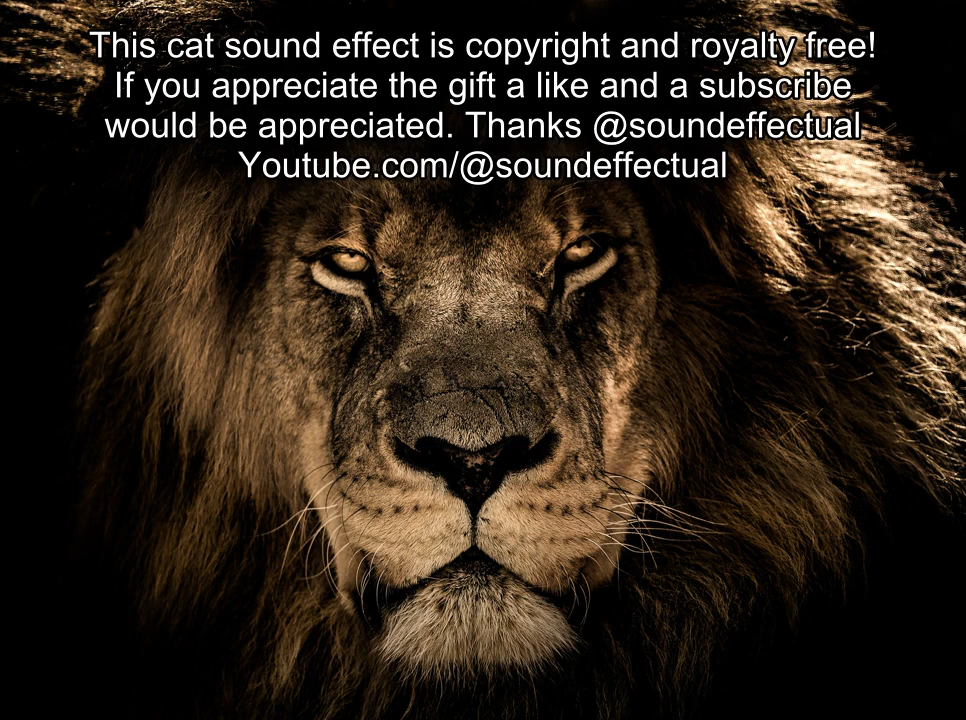 This cat sound effect is copyright and royalty free!
If you appreciate the gift a like and a subscribe
would be appreciated. Thanks @soundeffectual
Youtube.com/@soundeffectual